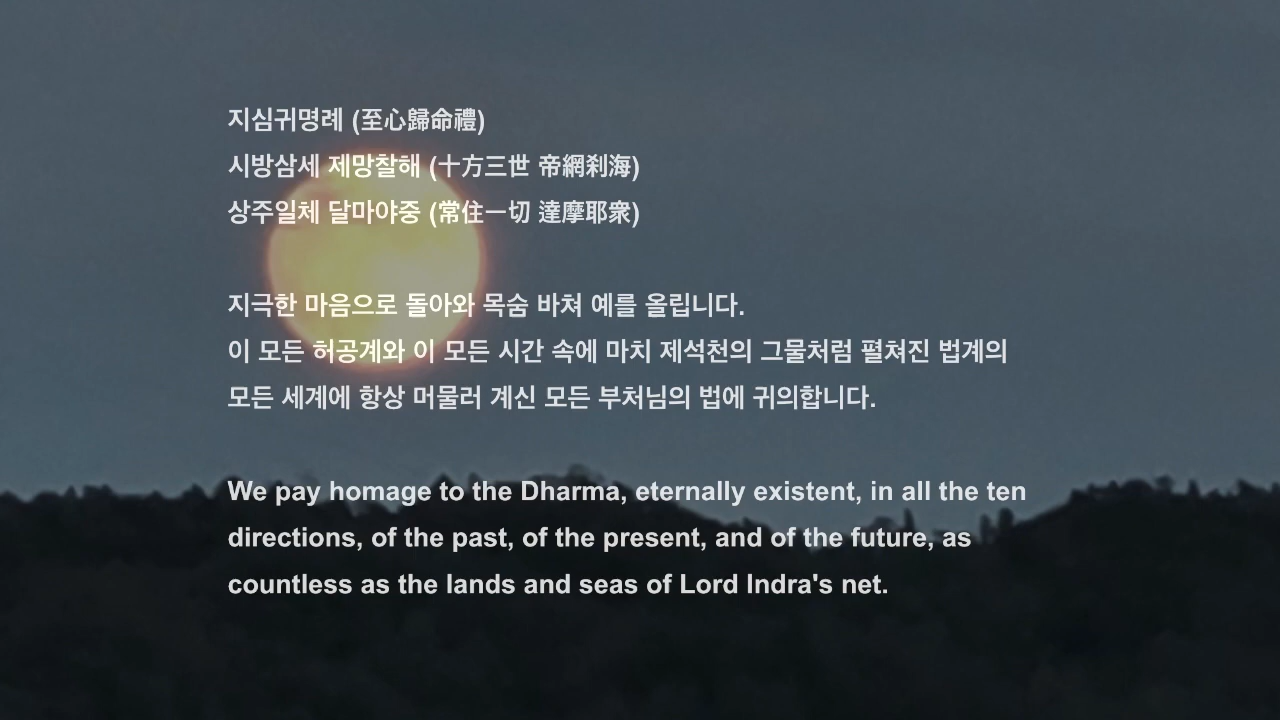 지심귀명례 (至心歸命禮)
시방삼세 제망찰해 (十方三世 帝網刹海)
상주일체 달마야중 (常住一切 達摩耶衆)
지극한 마음으로 돌아와 목숨 바쳐 예를 올립니다.
이 모든 허공계와 이 모든 시간 속에 마치 제석천의 그물처럼 펼쳐진 법계의
모든 세계에 항상 머물러 계신 모든 부처님의 법에 귀의합니다.
We pay homage to the Dharma, eternally existent, in all the ten
directions, of the past, of the present, and of the future, as
countless as the lands and seas of Lord Indra's net.